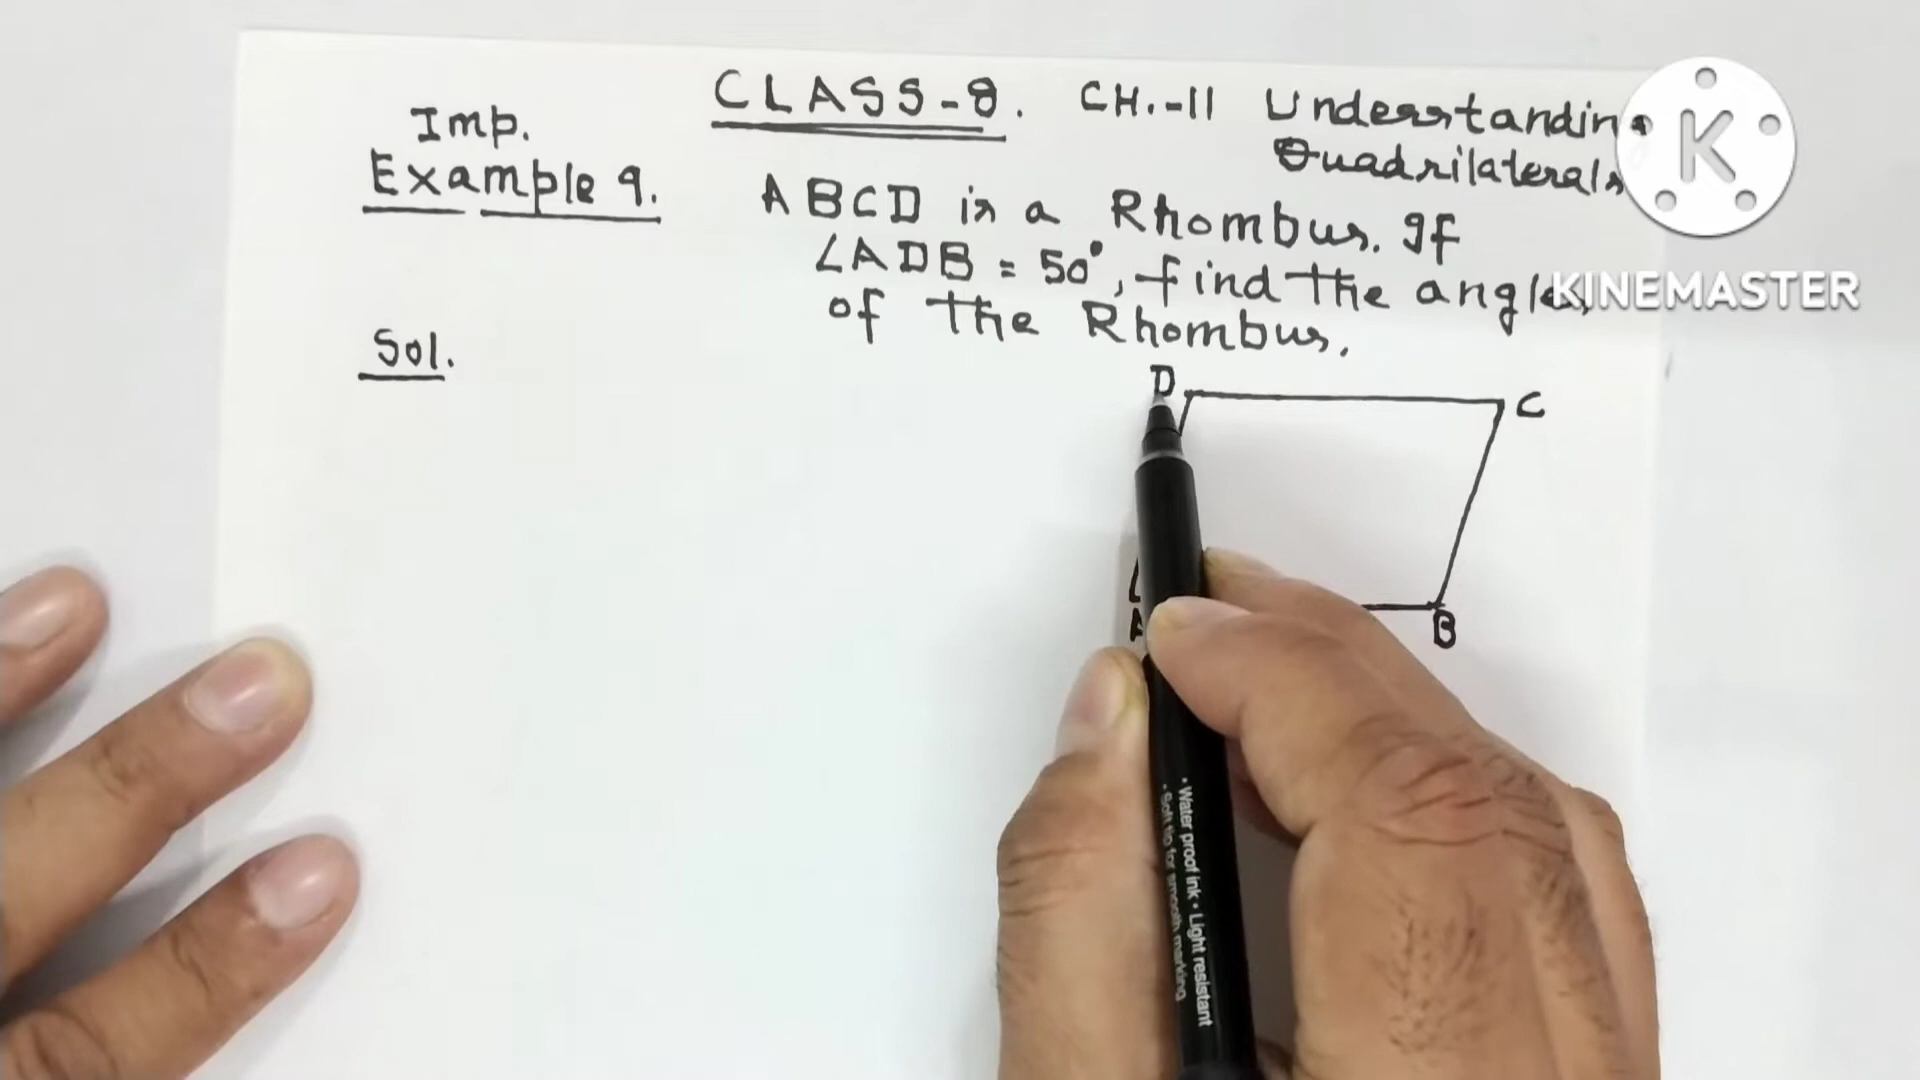 CLASS-8. CH.-11 Understanding
Quadrilaterals
Imp.
Example 9. ABCD is a Rhombus. If
∠ADB = 50°, find the angles
of the Rhombus.
Sol.
D
C
A
B
K
KINEMASTER
• Water proof ink • Light resistant
• Soft tip for smooth marking